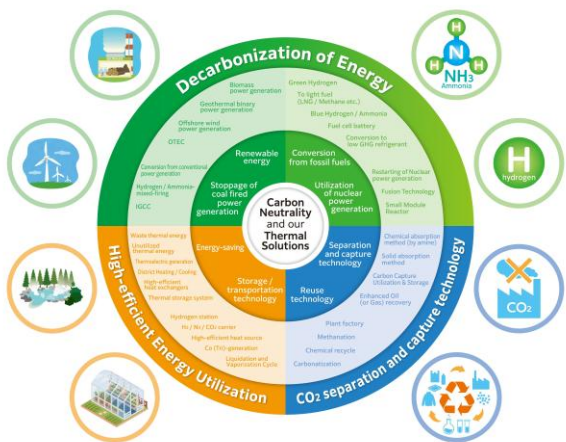 Decarbonization of Energy
Biomass
power generation
Geothermal binary
power generation
Offshore wind
power generation
OTEC
Conversion from conventional
power generation
Hydrogen / Ammonia-
mixed-firing
IGCC
Green Hydrogen
To light fuel
(LNG / Methane etc.)
Blue Hydrogen / Ammonia
Fuel cell battery
Conversion to
low GHG refrigerant
Restarting of Nuclear
power generation
Fusion Technology
Small Module
Reactor
Renewable
energy
Conversion
from fossil fuels
Stoppage of
coal fired
power
generation
Utilization
of nuclear
power
generation
Carbon
Neutrality
and our
Thermal
Solutions
Energy-saving
Separation
and capture
technology
Storage /
transportation
technology
Reuse
technology
Waste thermal energy
Unutilized
thermal energy
Thermoelectric generation
District Heating / Cooling
High-efficient
heat exchangers
Thermal storage system
Hydrogen station
H₂ / N₂ / CO₂ carrier
High-efficient heat source
Co (Tri)-generation
Liquidation and
Vaporization Cycle
Chemical absorption
method (by amine)
Solid absorption
method
Carbon Capture
Utilization & Storage
Enhanced Oil
(or Gas) recovery
Plant factory
Methanation
Chemical recycle
Carbonatization
High-efficient Energy Utilization
CO₂ separation and capture technology
H
H
N
H
NH₃
Ammonia
H
hydrogen
CO₂